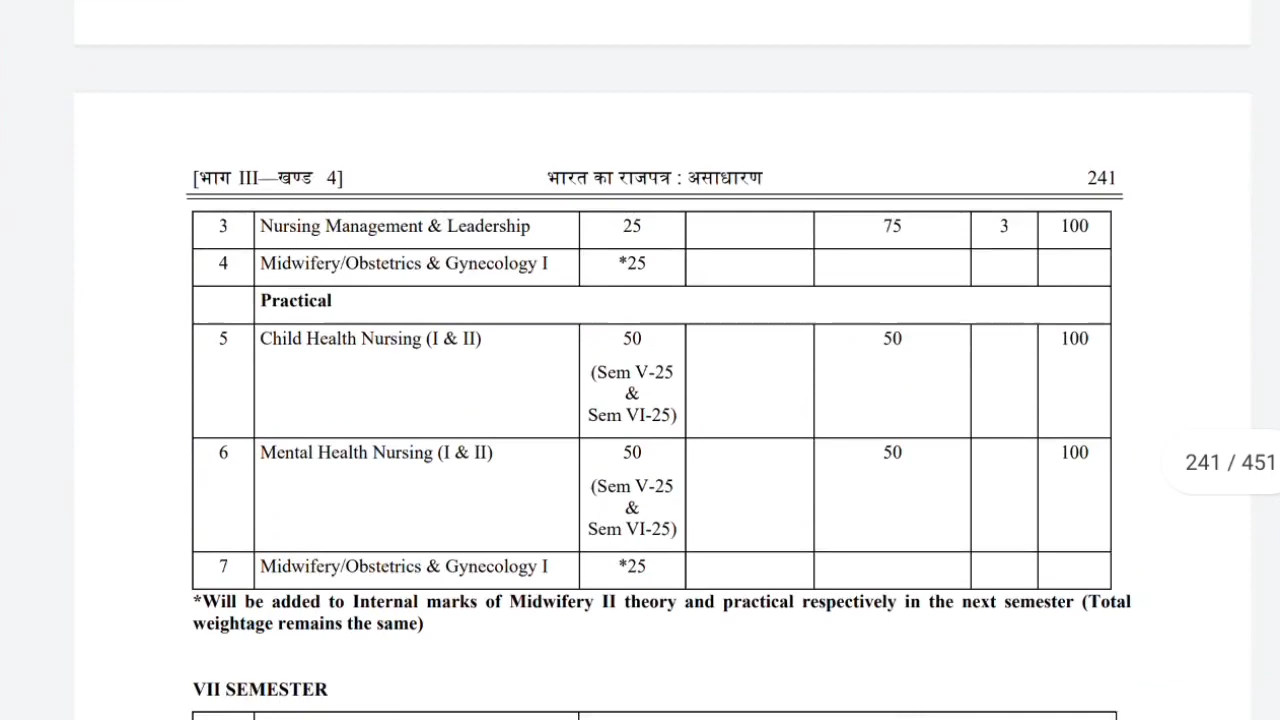 [भाग III—खण्ड 4] भारत का राजपत्र : असाधारण 241
3 Nursing Management & Leadership 25 75 3 100
4 Midwifery/Obstetrics & Gynecology I *25
Practical
5 Child Health Nursing (I & II) 50 50 100
(Sem V-25
&
Sem VI-25)
6 Mental Health Nursing (I & II) 50 50 100
(Sem V-25
&
Sem VI-25)
241 / 451
7 Midwifery/Obstetrics & Gynecology I *25
*Will be added to Internal marks of Midwifery II theory and practical respectively in the next semester (Total
weightage remains the same)
VII SEMESTER